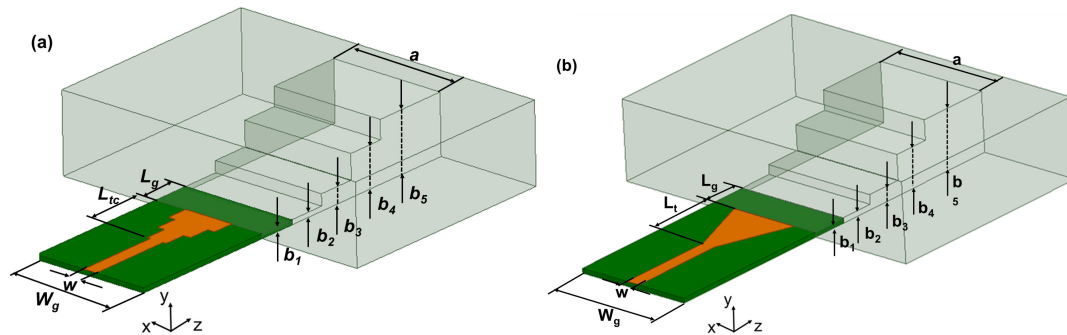 (a)
a
L_g
L_tc
b_5
b_4
b_3
b_2
b_1
w
W_g
y
x
z
(b)
a
L_g
L_t
b
5
b_4
b_3
b_2
b_1
w
W_g
y
x
z